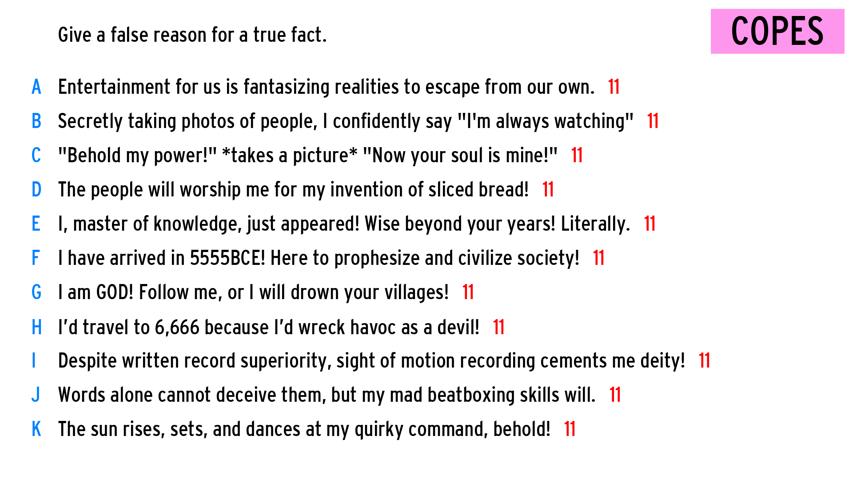 Give a false reason for a true fact.
COPES
A Entertainment for us is fantasizing realities to escape from our own. 11
B Secretly taking photos of people, I confidently say "I'm always watching" 11
C "Behold my power!" *takes a picture* "Now your soul is mine!" 11
D The people will worship me for my invention of sliced bread! 11
E I, master of knowledge, just appeared! Wise beyond your years! Literally. 11
F I have arrived in 5555BCE! Here to prophesize and civilize society! 11
G I am GOD! Follow me, or I will drown your villages! 11
H I’d travel to 6,666 because I’d wreck havoc as a devil! 11
I Despite written record superiority, sight of motion recording cements me deity! 11
J Words alone cannot deceive them, but my mad beatboxing skills will. 11
K The sun rises, sets, and dances at my quirky command, behold! 11